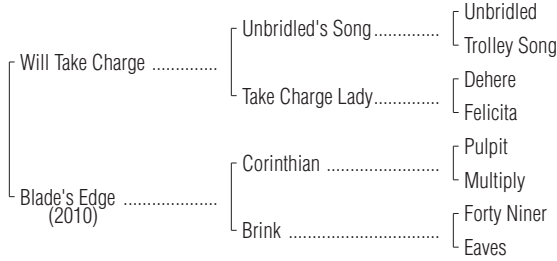 Unbridled
Unbridled's Song..............
Trolley Song
Will Take Charge .............
Dehere
Take Charge Lady..............
Felicita
Pulpit
Corinthian ........................
Multiply
Blade's Edge ....................
(2010)
Forty Niner
Brink ................................
Eaves